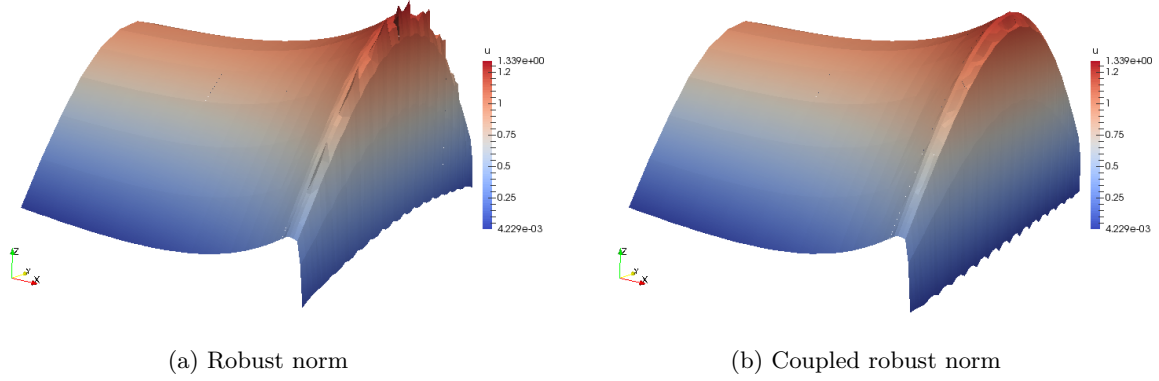 u
1.339e+00
1.2
1
0.75
0.5
0.25
4.229e-03
Z
Y
X
(a) Robust norm
u
1.339e+00
1.2
1
0.75
0.5
0.25
4.229e-03
Z
Y
X
(b) Coupled robust norm